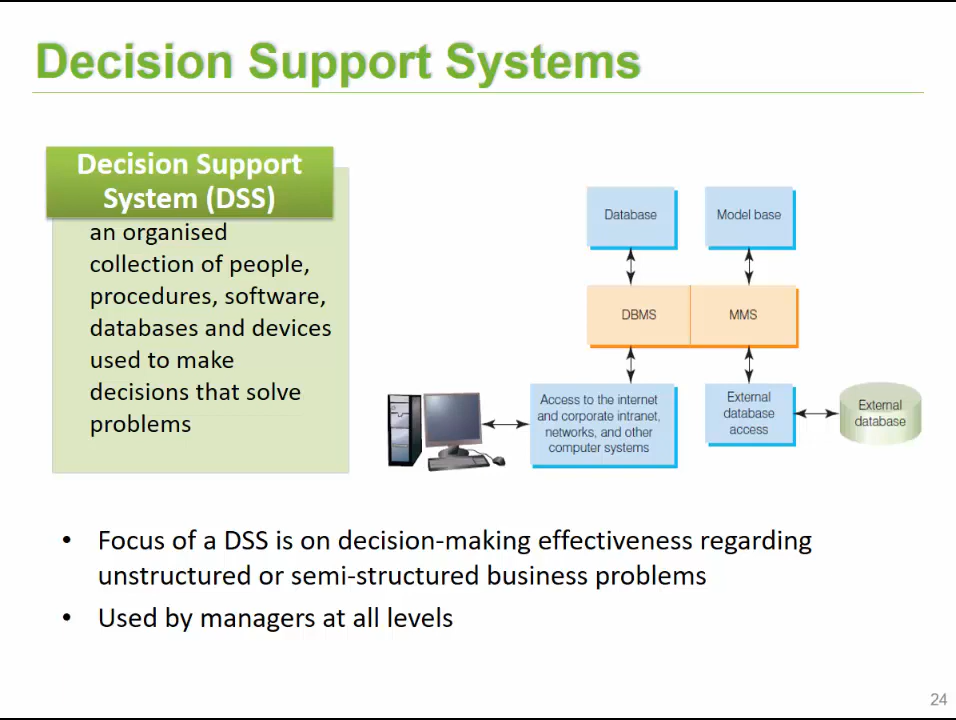 Decision Support Systems
Decision Support
System (DSS)
an organised
collection of people,
procedures, software,
databases and devices
used to make
decisions that solve
problems
Database
Model base
DBMS
MMS
Access to the internet
and corporate intranet,
networks, and other
computer systems
External
database
access
External
database
• Focus of a DSS is on decision-making effectiveness regarding
unstructured or semi-structured business problems
• Used by managers at all levels
24